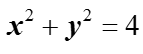 x² + y² = 4